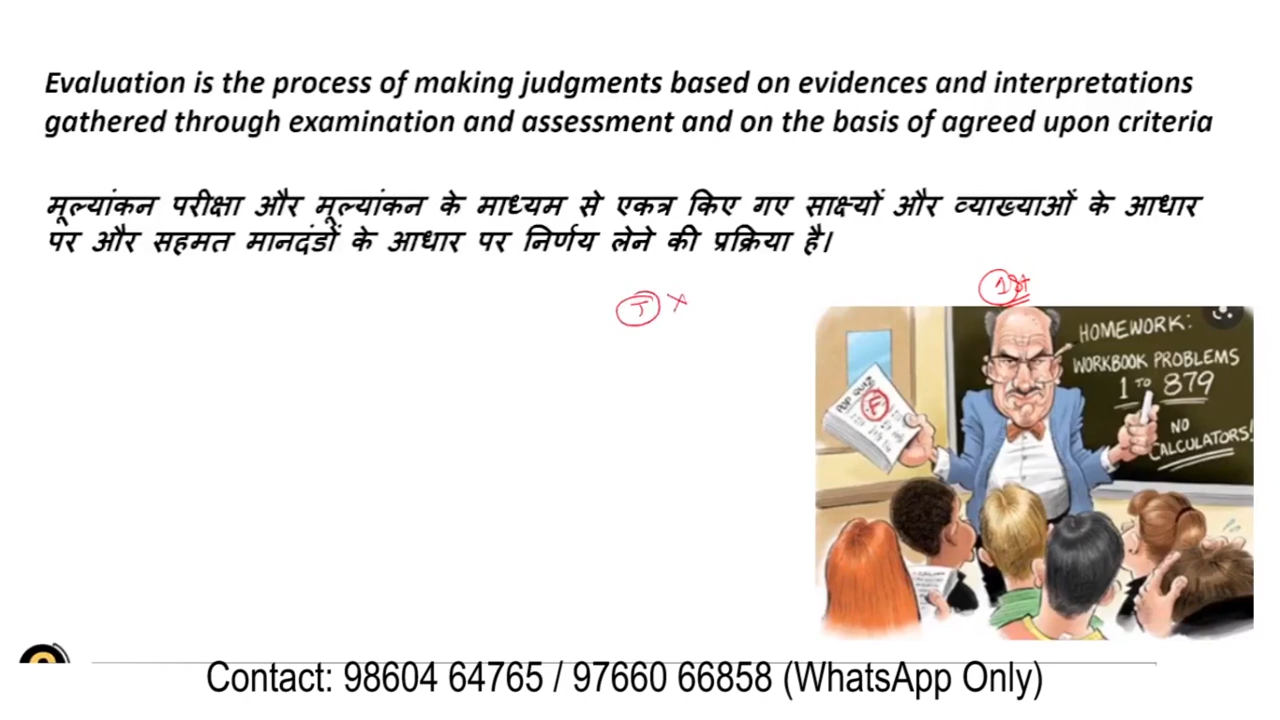 Evaluation is the process of making judgments based on evidences and interpretations
gathered through examination and assessment and on the basis of agreed upon criteria
मूल्यांकन परीक्षा और मूल्यांकन के माध्यम से एकत्र किए गए साक्ष्यों और व्याख्याओं के आधार
पर और सहमत मानदंडों के आधार पर निर्णय लेने की प्रक्रिया है।
HOMEWORK:
WORKBOOK PROBLEMS
1 TO 879
NO
CALCULATORS!
POP QUIZ
F
Contact: 98604 64765 / 97660 66858 (WhatsApp Only)